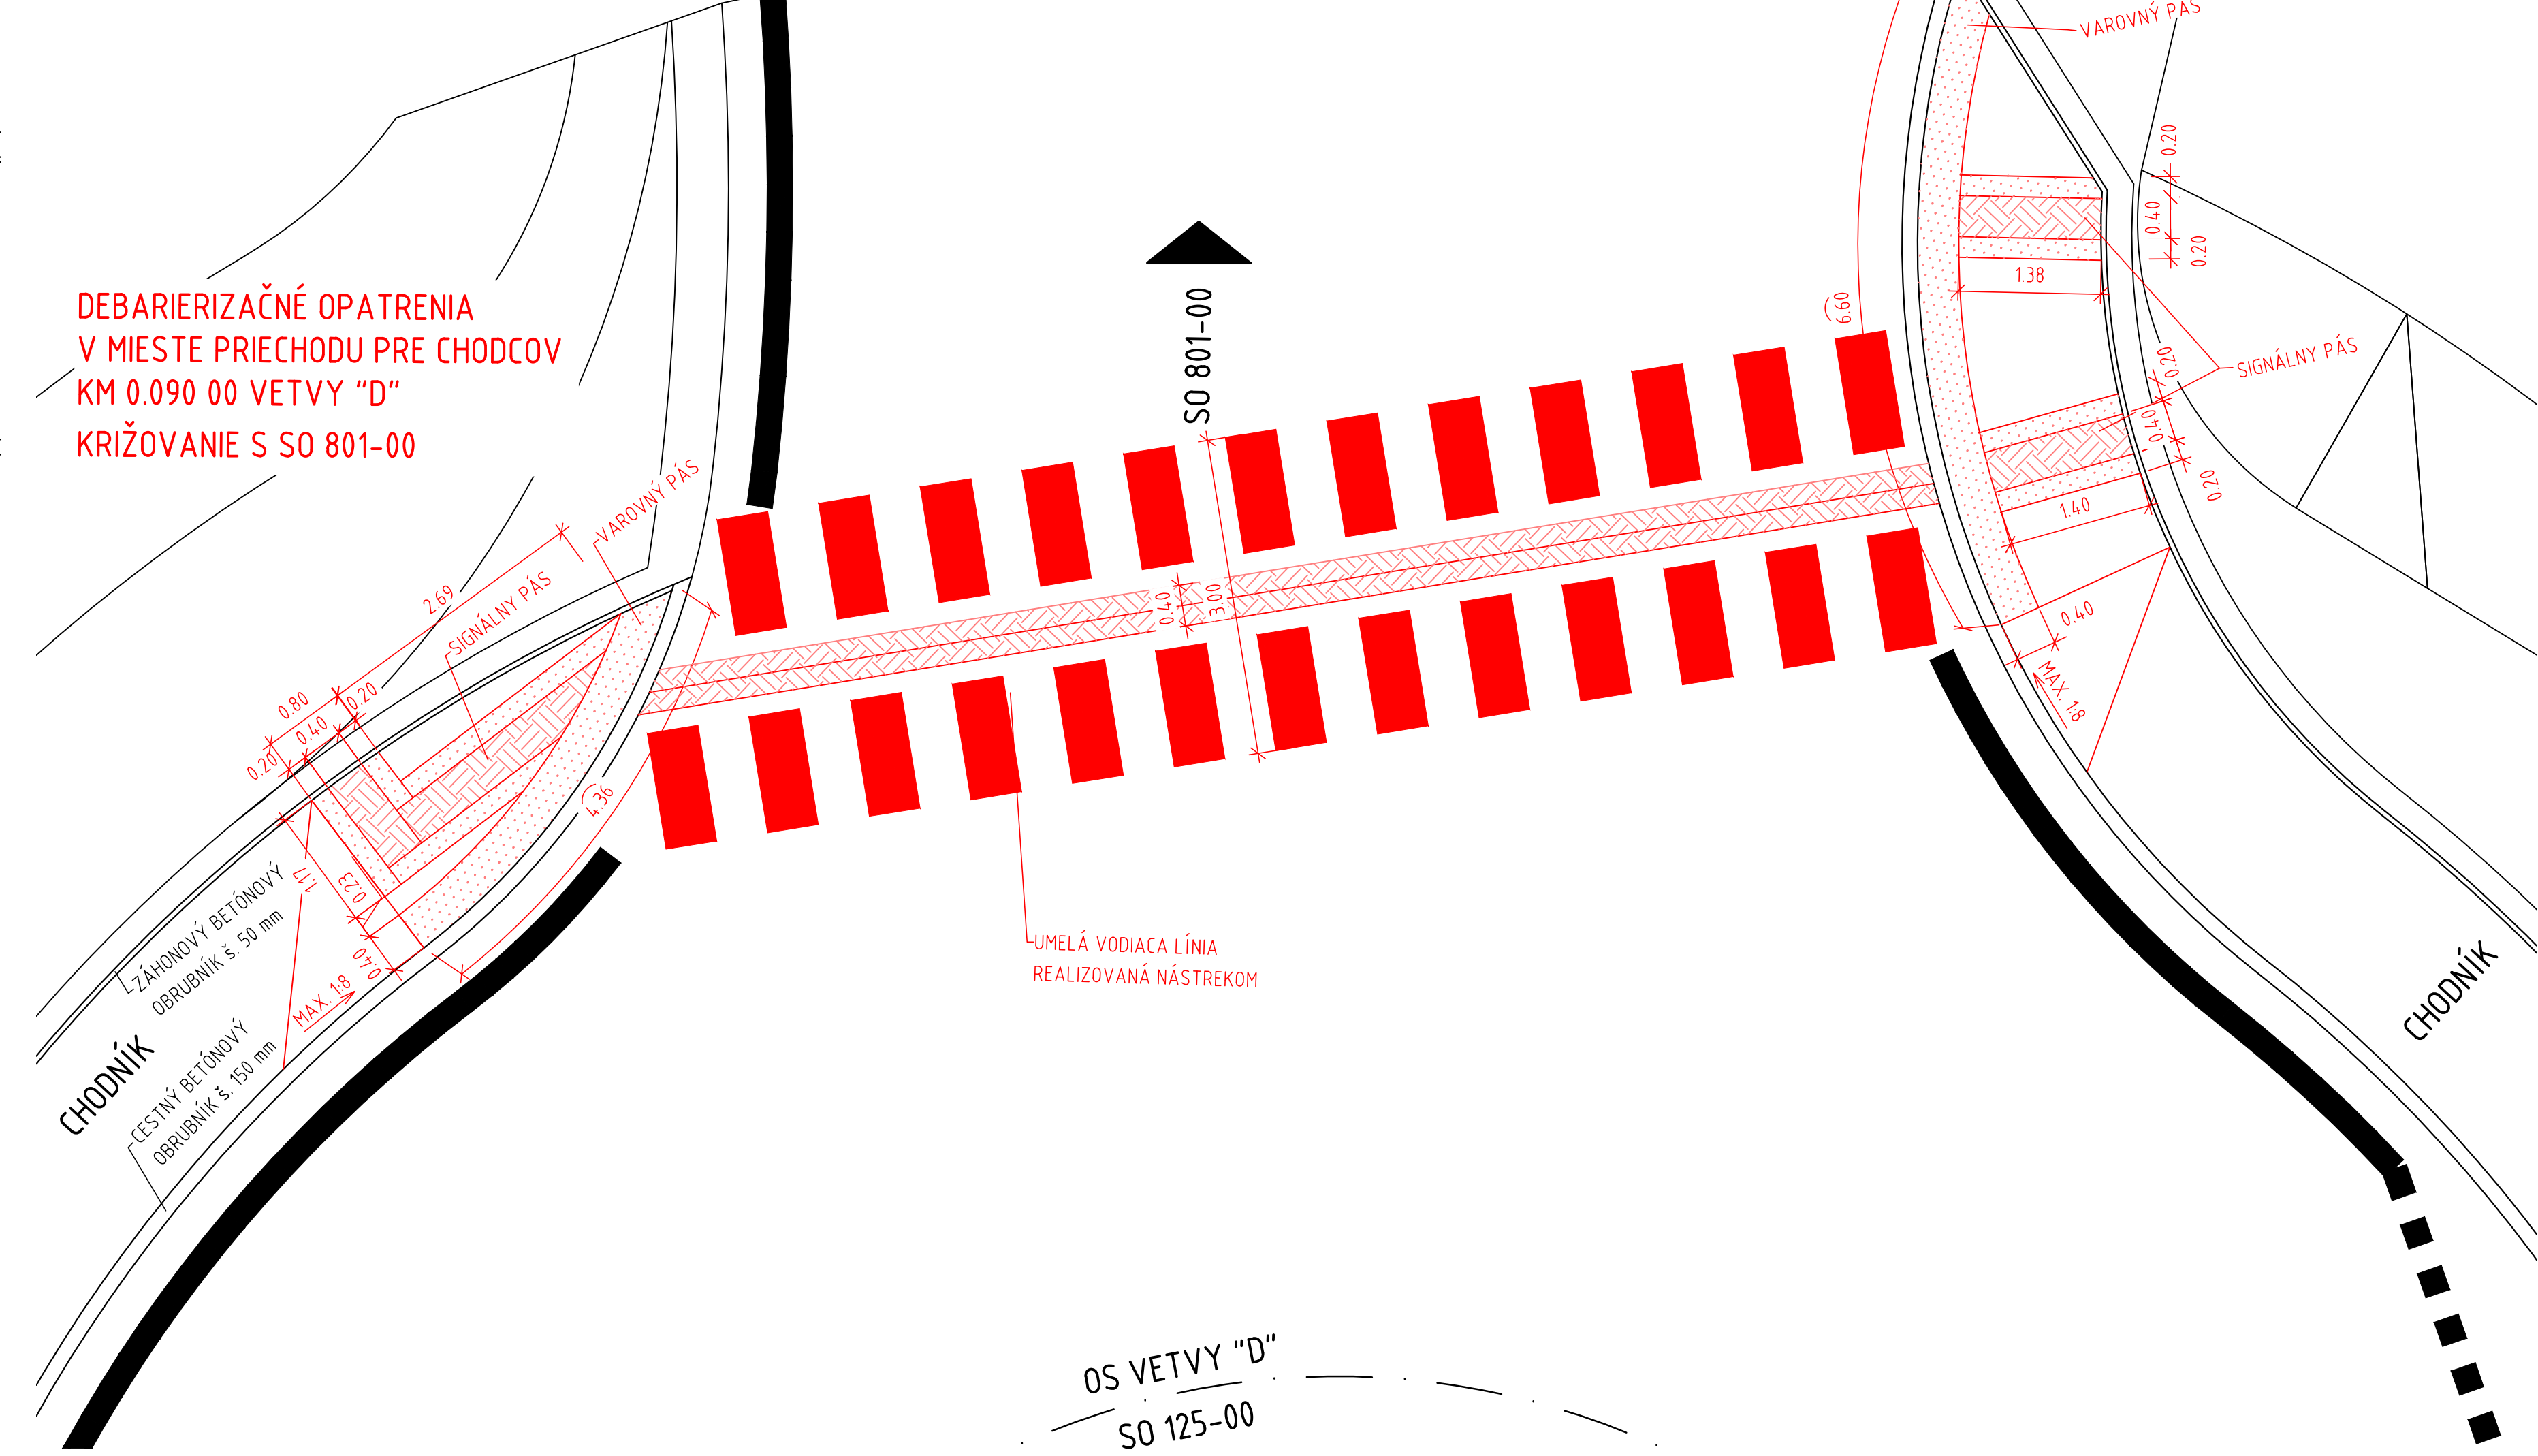 VAROVNÝ PÁS
0.20
0.40
0.20
1.38
DEBARIERIZAČNÉ OPATRENIA
V MIESTE PRIECHODU PRE CHODCOV
KM 0.090 00 VETVY "D"
KRIŽOVANIE S SO 801-00
SO 801-00
6.60
SIGNÁLNY PÁS
0.20
0.40
0.20
1.40
VAROVNÝ PÁS
2.69
SIGNÁLNY PÁS
0.40
3.00
0.40
MAX. 1:8
0.80
0.20
0.40
0.20
4.36
1.17
0.23
0.40
ZÁHONOVÝ BETÓNOVÝ
OBRUBNÍK š. 50 mm
MAX. 1:8
UMELÁ VODIACA LÍNIA
REALIZOVANÁ NÁSTREKOM
CHODNÍK
CESTNÝ BETÓNOVÝ
OBRUBNÍK š. 150 mm
CHODNÍK
OS VETVY "D"
SO 125-00